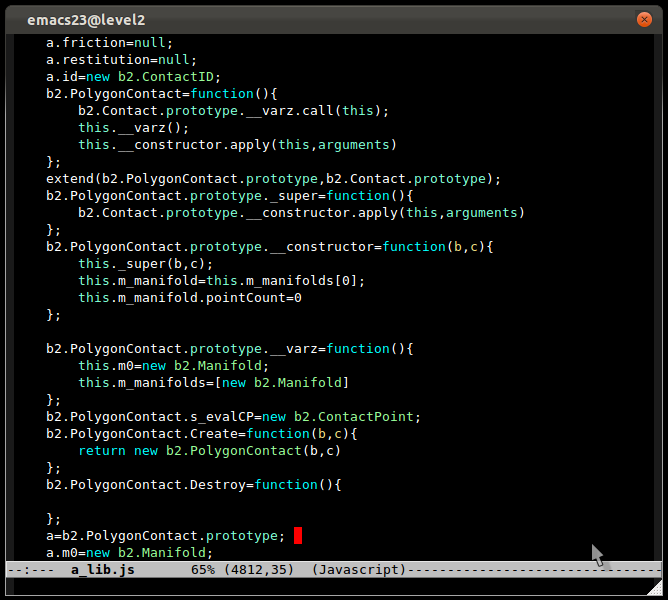 emacs23@level2
a.friction=null;
a.restitution=null;
a.id=new b2.ContactID;
b2.PolygonContact=function(){
b2.Contact.prototype.__varz.call(this);
this.__varz();
this.__constructor.apply(this,arguments)
};
extend(b2.PolygonContact.prototype,b2.Contact.prototype);
b2.PolygonContact.prototype._super=function(){
b2.Contact.prototype.__constructor.apply(this,arguments)
};
b2.PolygonContact.prototype.__constructor=function(b,c){
this._super(b,c);
this.m_manifold=this.m_manifolds[0];
this.m_manifold.pointCount=0
};
b2.PolygonContact.prototype.__varz=function(){
this.m0=new b2.Manifold;
this.m_manifolds=[new b2.Manifold]
};
b2.PolygonContact.s_evalCP=new b2.ContactPoint;
b2.PolygonContact.Create=function(b,c){
return new b2.PolygonContact(b,c)
};
b2.PolygonContact.Destroy=function(){
};
a=b2.PolygonContact.prototype;
a.m0=new b2.Manifold;
--:--- a_lib.js 65% (4812,35) (Javascript)--------------------------------